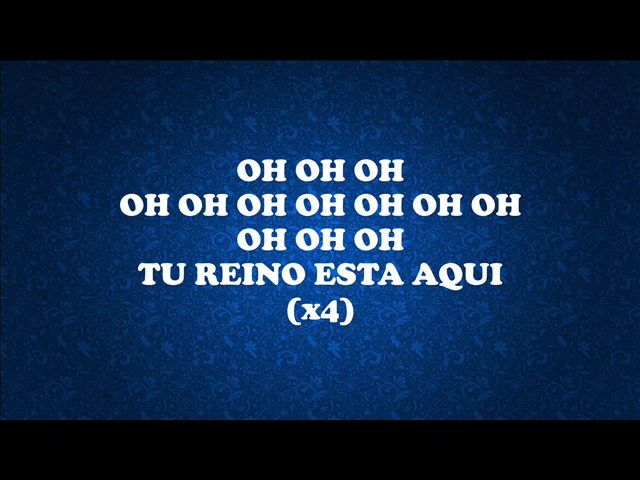 OH OH OH
OH OH OH OH OH OH OH
OH OH OH
TU REINO ESTA AQUI
(x4)